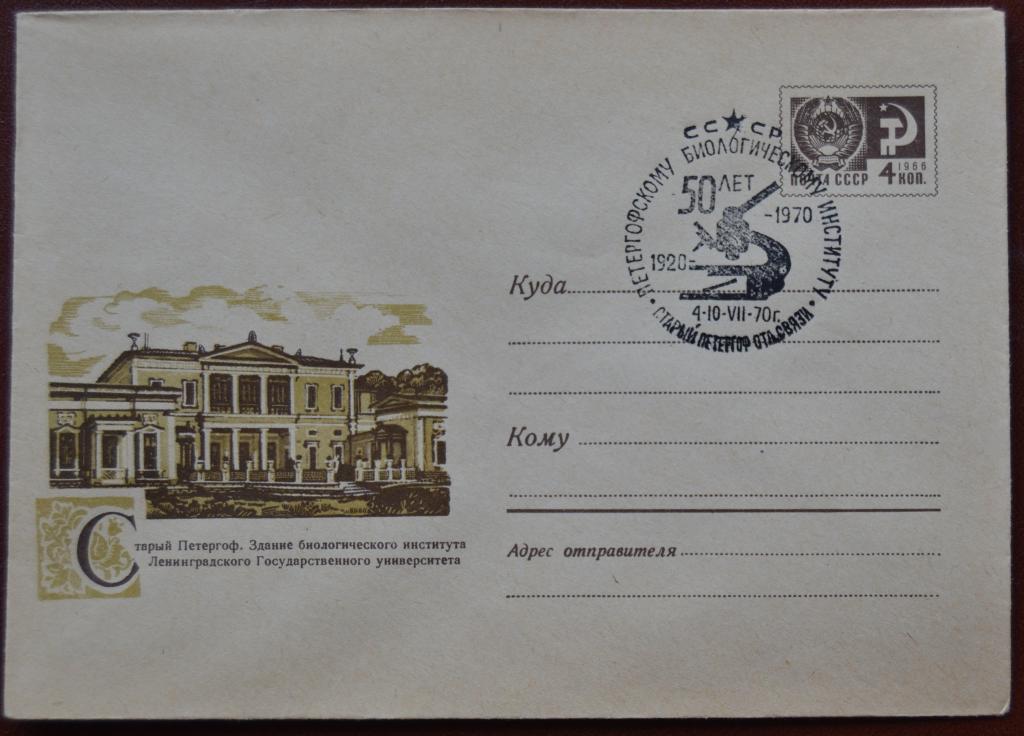 СССР
ПЕТЕРГОФСКОМУ БИОЛОГИЧЕСКОМУ ИНСТИТУТУ
50 ЛЕТ
1920-
-1970
4-10-VII-70г.
СТАРЫЙ ПЕТЕРГОФ ОТД. СВЯЗИ
1966
ПОЧТА СССР 4 КОП.
Куда
Кому
Адрес отправителя
Старый Петергоф. Здание биологического института
Ленинградского Государственного университета